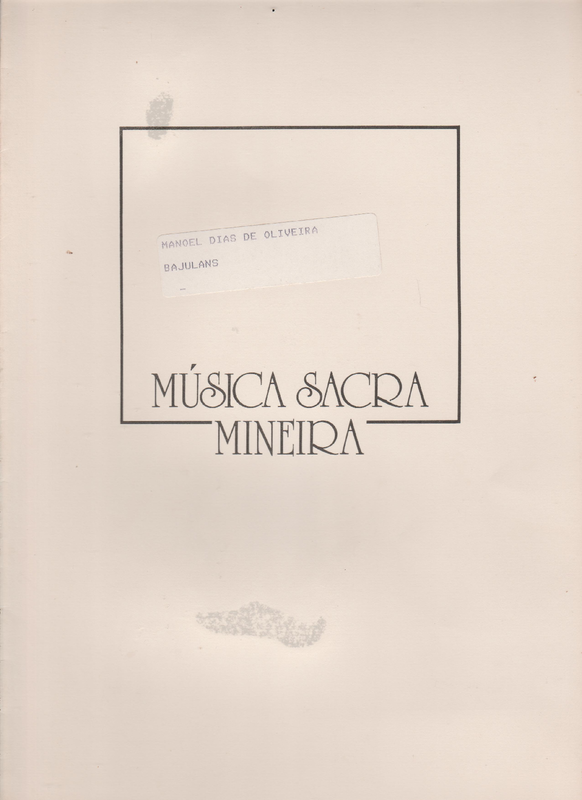 MANOEL DIAS DE OLIVEIRA
BAJULANS
MÚSICA SACRA
MINEIRA